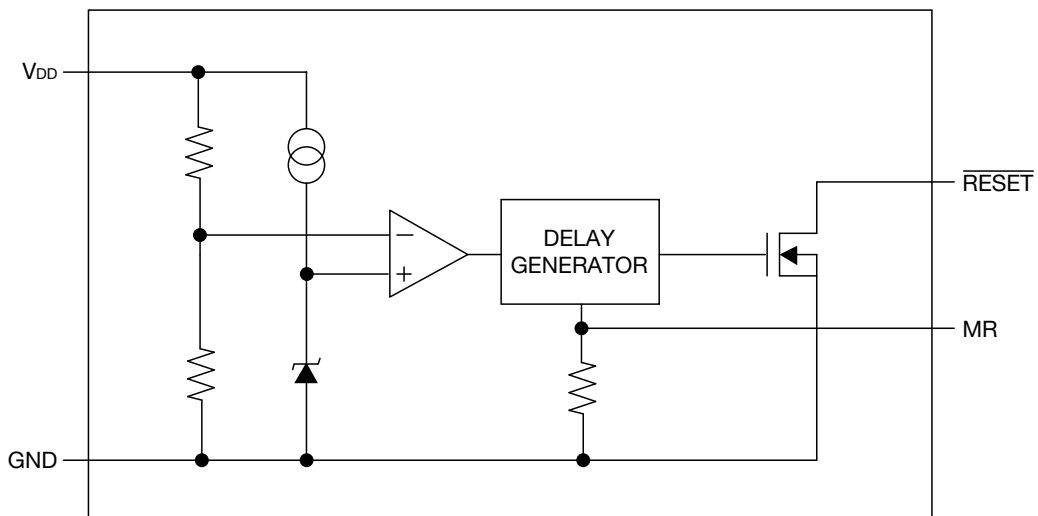 VDD
RESET
−
+
DELAY
GENERATOR
MR
GND